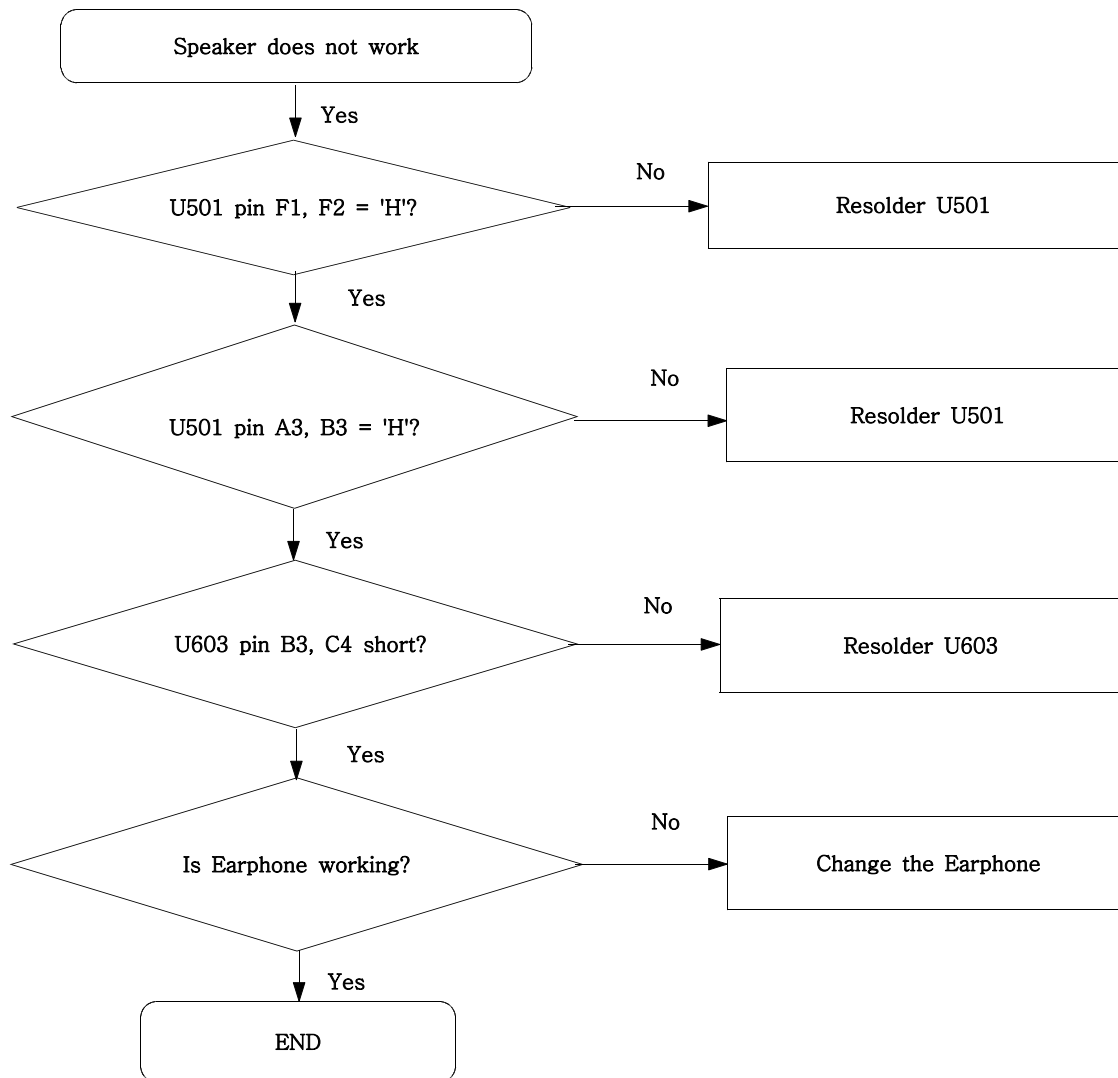 Speaker does not work
Yes
U501 pin F1, F2 = 'H'?
No
Resolder U501
Yes
U501 pin A3, B3 = 'H'?
No
Resolder U501
Yes
U603 pin B3, C4 short?
No
Resolder U603
Yes
Is Earphone working?
No
Change the Earphone
Yes
END